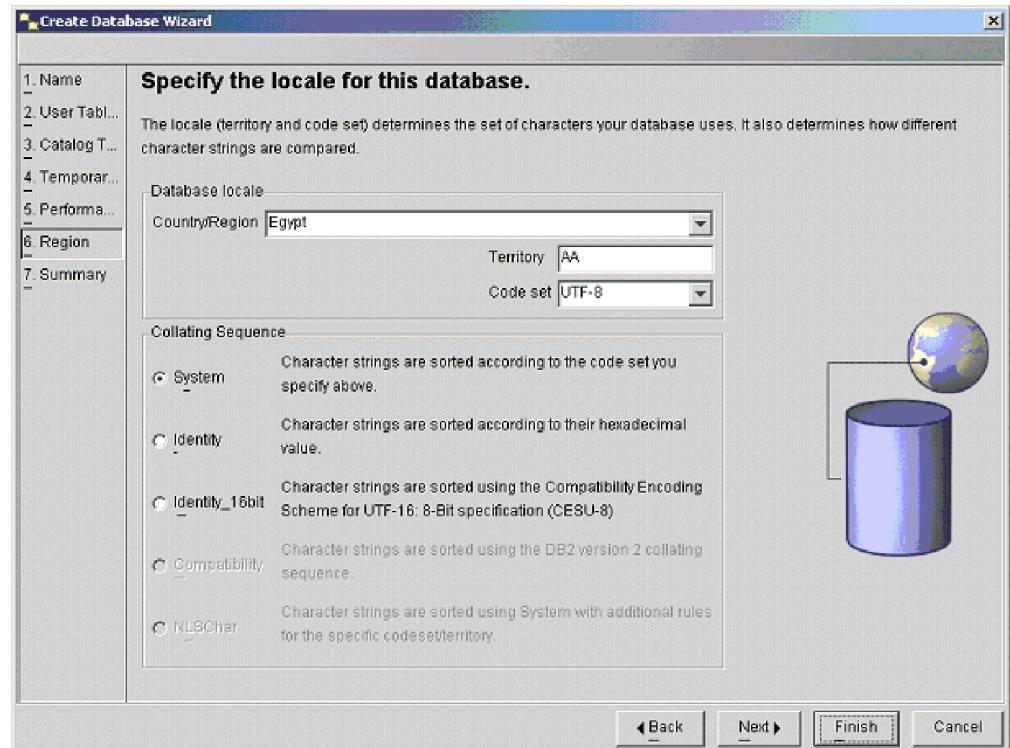 Create Database Wizard
1. Name
2. User Tabl...
3. Catalog T...
4. Temporar...
5. Performa...
6. Region
7. Summary
Specify the locale for this database.
The locale (territory and code set) determines the set of characters your database uses. It also determines how different
character strings are compared.
Database locale
Country/Region Egypt
Territory AA
Code set UTF-8
Collating Sequence
System
Character strings are sorted according to the code set you
specify above.
Identity
Character strings are sorted according to their hexadecimal
value.
Identity_16bit
Character strings are sorted using the Compatibility Encoding
Scheme for UTF-16: 8-Bit specification (CESU-8)
Compatibility
Character strings are sorted using the DB2 version 2 collating
sequence.
NLSChar
Character strings are sorted using System with additional rules
for the specific codeset/territory.
Back Next Finish Cancel